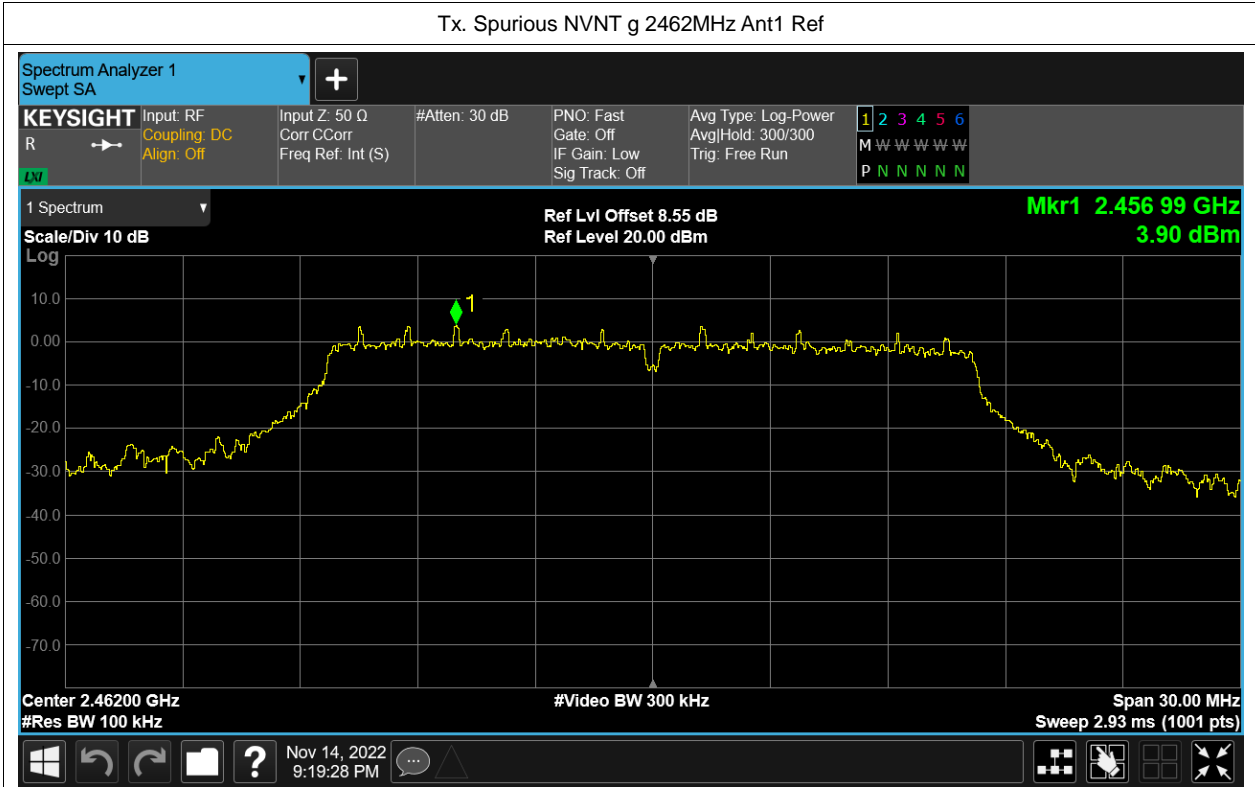 Tx. Spurious NVNT g 2462MHz Ant1 Ref
Spectrum Analyzer 1
Swept SA
KEYSIGHT
R
LXI
Input: RF
Coupling: DC
Align: Off
Input Z: 50 Ω
Corr CCorr
Freq Ref: Int (S)
#Atten: 30 dB
PNO: Fast
Gate: Off
IF Gain: Low
Sig Track: Off
Avg Type: Log-Power
Avg|Hold: 300/300
Trig: Free Run
1 2 3 4 5 6
M W W W W W
P N N N N N
1 Spectrum
Scale/Div 10 dB
Ref Lvl Offset 8.55 dB
Ref Level 20.00 dBm
Mkr1 2.456 99 GHz
3.90 dBm
Log
10.0
0.00
-10.0
-20.0
-30.0
-40.0
-50.0
-60.0
-70.0
1
Center 2.46200 GHz
#Res BW 100 kHz
#Video BW 300 kHz
Span 30.00 MHz
Sweep 2.93 ms (1001 pts)
?
Nov 14, 2022
9:19:28 PM